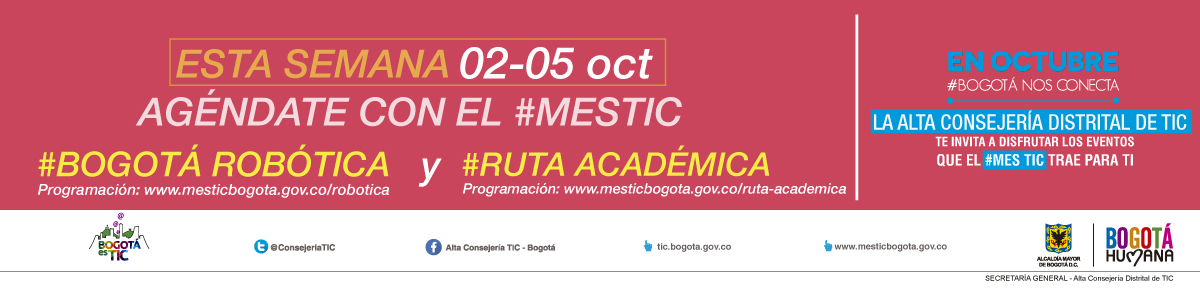 ESTA SEMANA 02-05 oct
AGÉNDATE CON EL #MESTIC
#BOGOTÁ ROBÓTICA y #RUTA ACADÉMICA
Programación: www.mesticbogota.gov.co/robotica
Programación: www.mesticbogota.gov.co/ruta-academica
EN OCTUBRE
#BOGOTÁ NOS CONECTA
LA ALTA CONSEJERÍA DISTRITAL DE TIC
TE INVITA A DISFRUTAR LOS EVENTOS
QUE EL #MES TIC TRAE PARA TI
@
@
BOGOTÁ
es TIC
@ConsejeriaTIC
Alta Consejería TIC - Bogotá
tic.bogota.gov.co
www.mesticbogota.gov.co
ALCALDÍA MAYOR
DE BOGOTÁ D.C.
BOGOTÁ
HUMANA
SECRETARÍA GENERAL - Alta Consejería Distrital de TIC